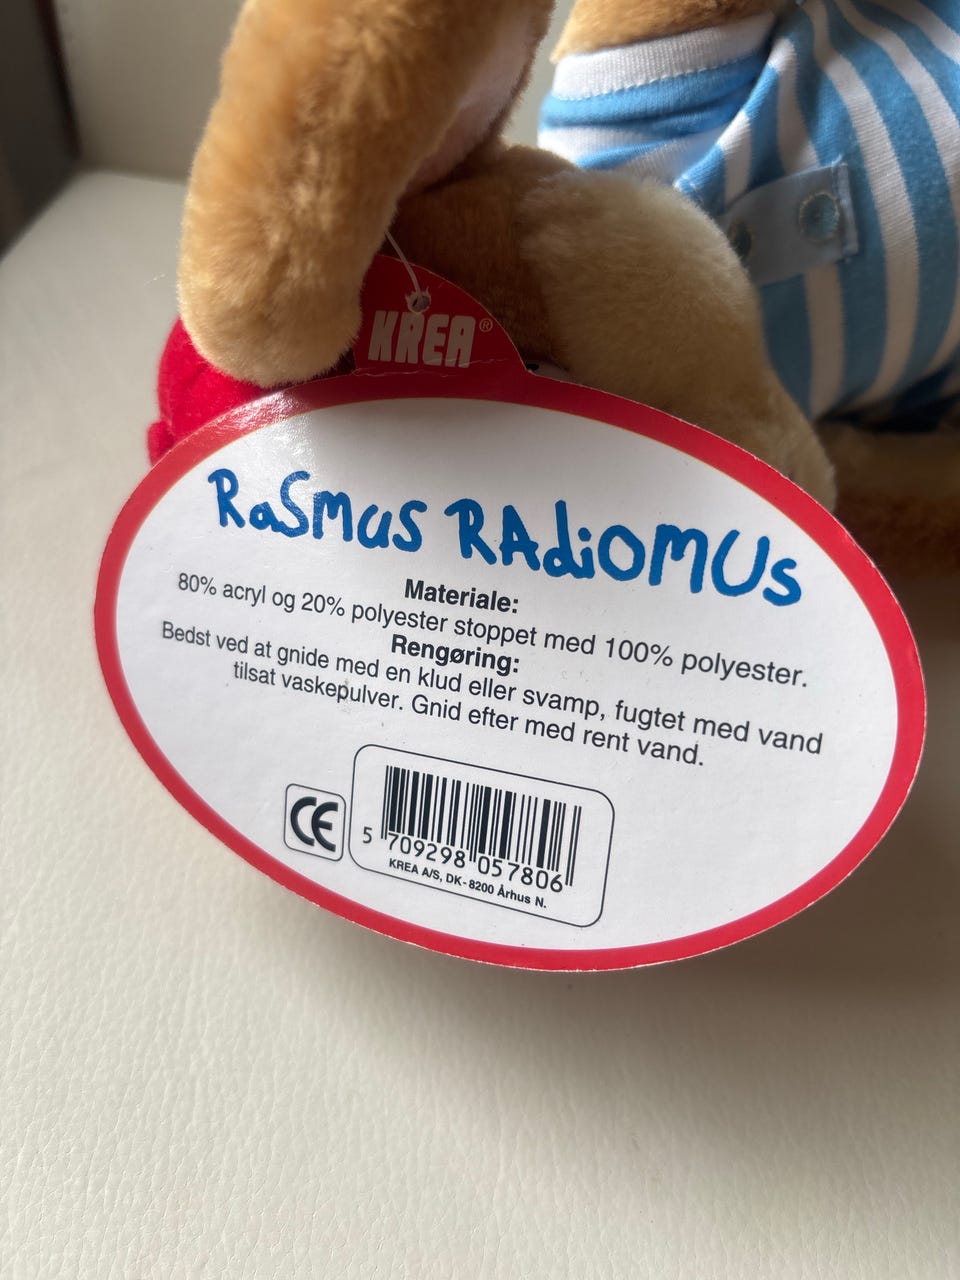 KREA®
RASMUS RADIOMUS
Materiale:
80% acryl og 20% polyester stoppet med 100% polyester.
Rengøring:
Bedst ved at gnide med en klud eller svamp, fugtet med vand
tilsat vaskepulver. Gnid efter med rent vand.
CE
5 709298 057806
KREA A/S, DK-8200 Århus N.